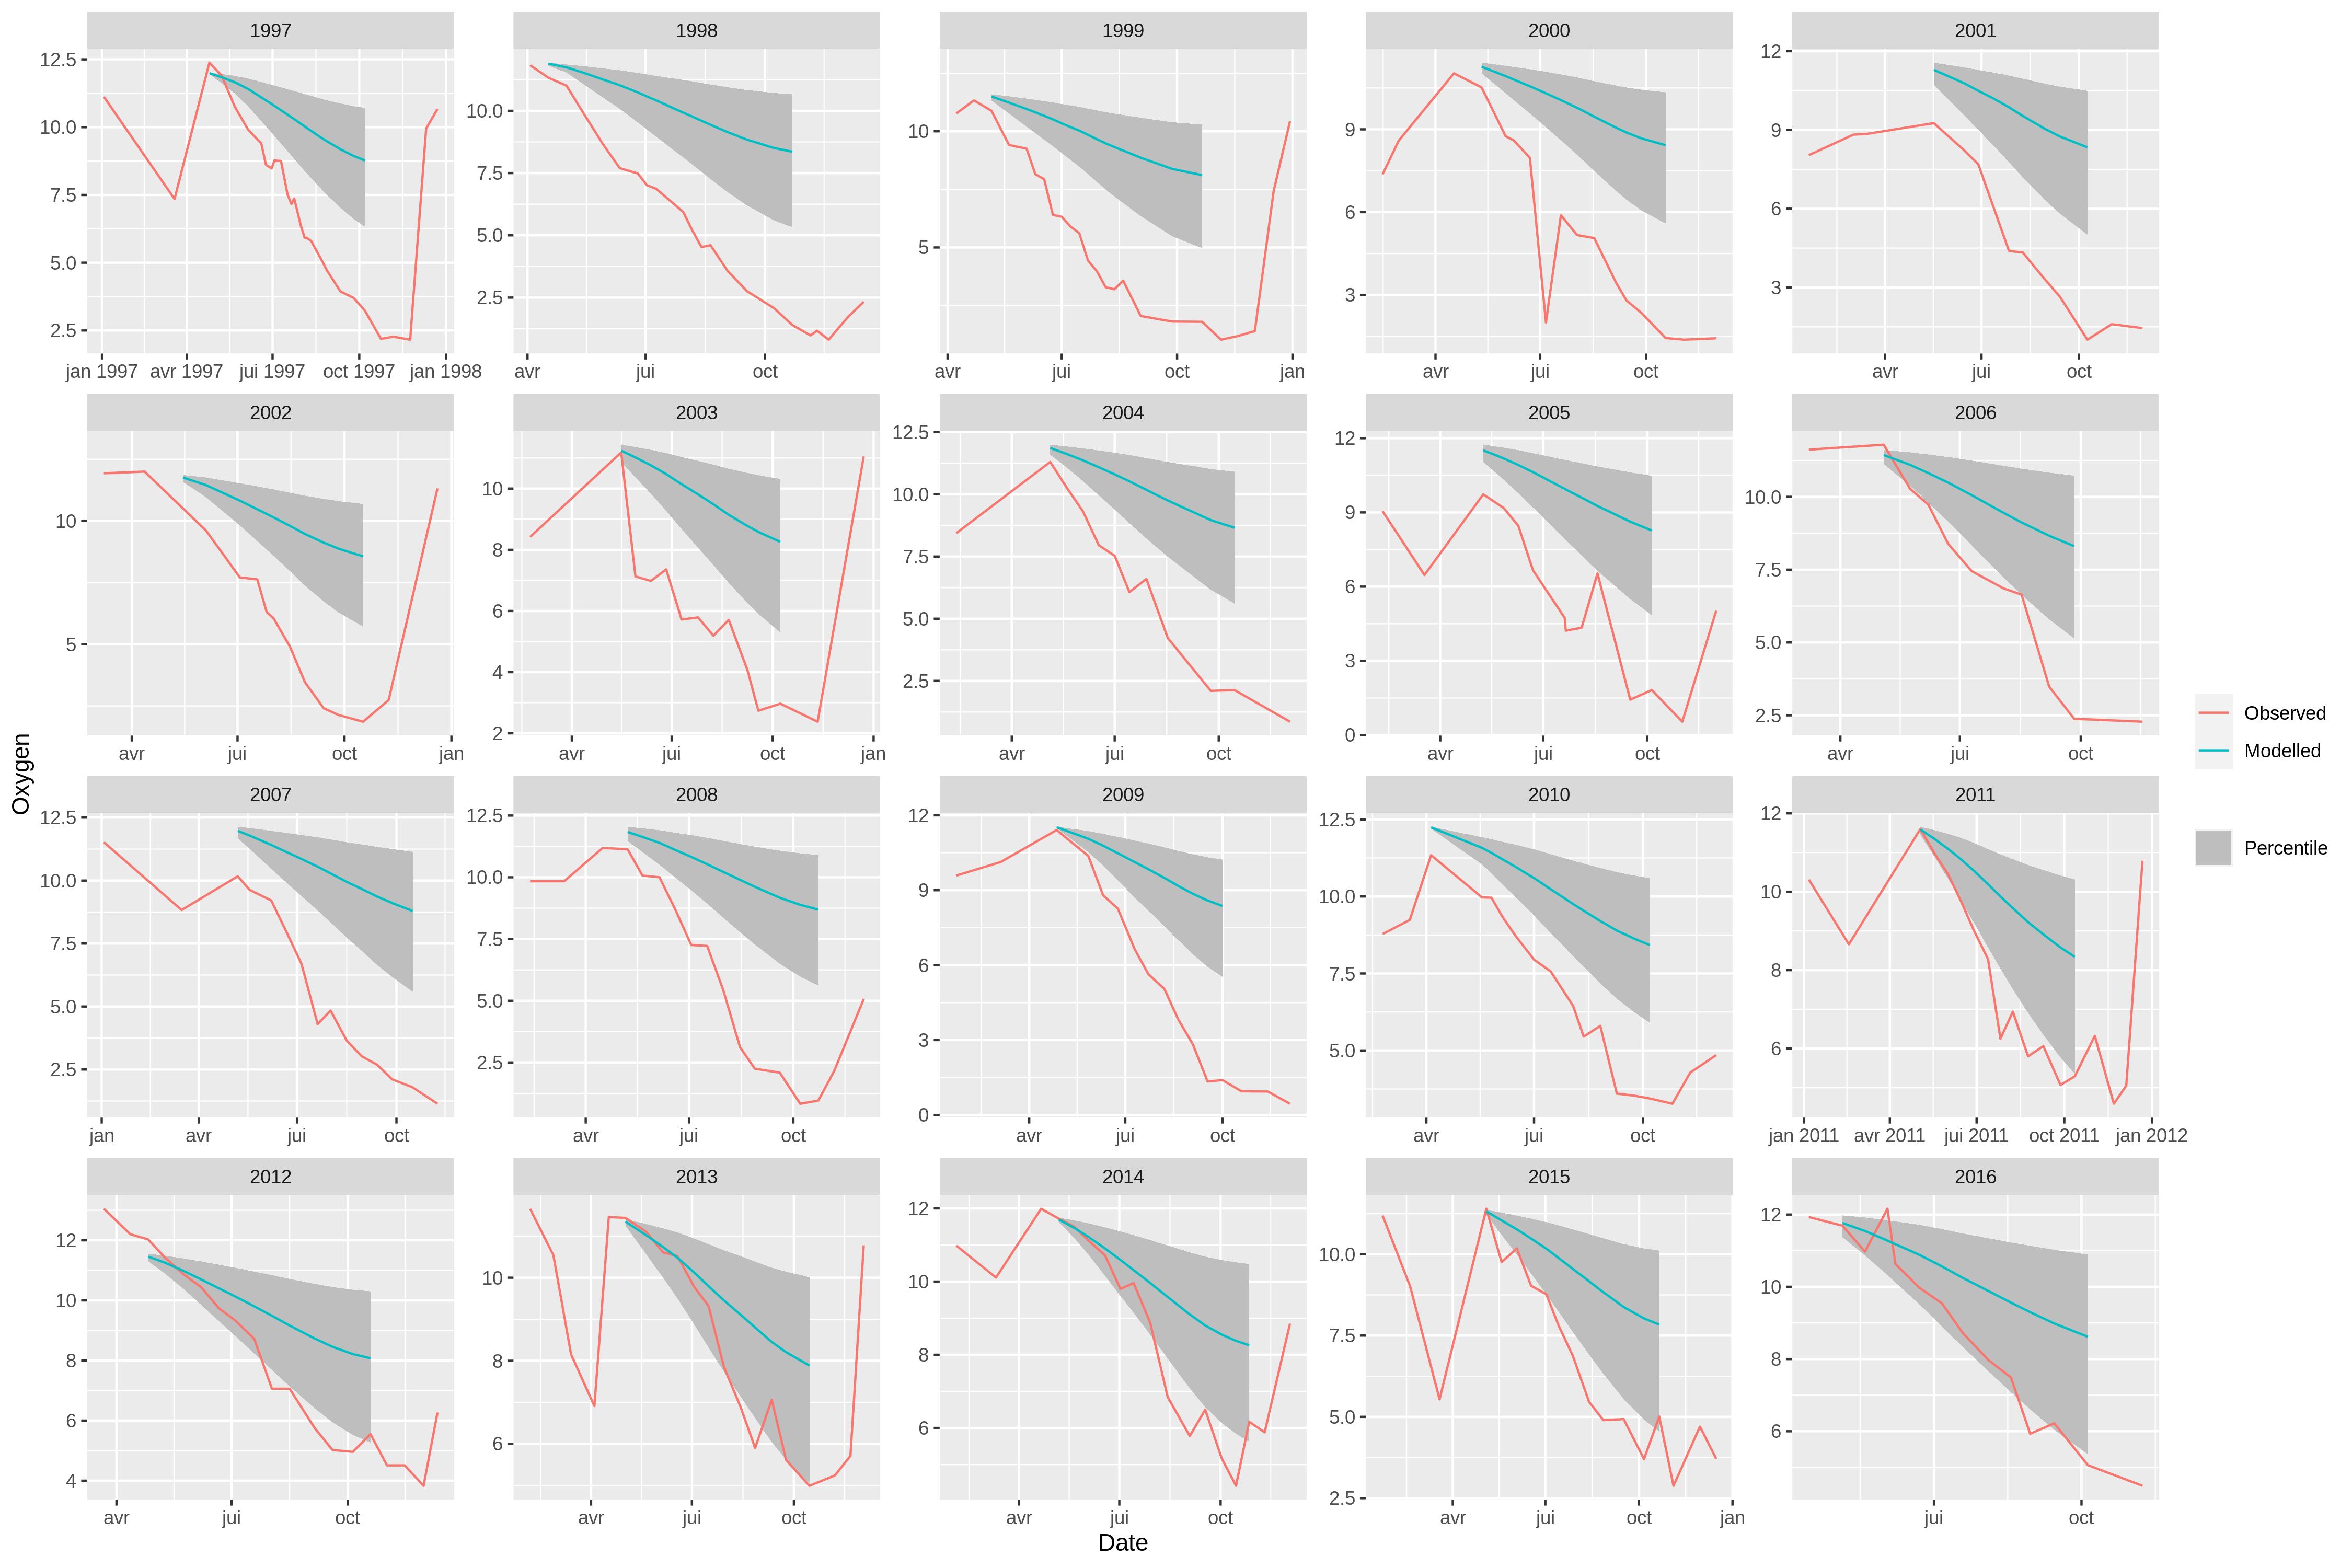 1997 1998 1999 2000 2001
12.5 10.0 7.5 5.0 2.5
10.0 7.5 5.0 2.5
10 5
9 6 3
12 9 6 3
jan 1997 avr 1997 jui 1997 oct 1997 jan 1998
avr jui oct
avr jui oct jan
avr jui oct
avr jui oct
2002 2003 2004 2005 2006
10 5
10 8 6 4 2
12.5 10.0 7.5 5.0 2.5
12 9 6 3 0
10.0 7.5 5.0 2.5
avr jui oct jan
avr jui oct jan
avr jui oct
avr jui oct
avr jui oct
2007 2008 2009 2010 2011
12.5 10.0 7.5 5.0 2.5
12.5 10.0 7.5 5.0 2.5
12 9 6 3 0
12.5 10.0 7.5 5.0
12 10 8 6
jan avr jui oct
avr jui oct
avr jui oct
avr jui oct
jan 2011 avr 2011 jui 2011 oct 2011 jan 2012
2012 2013 2014 2015 2016
12 10 8 6 4
10 8 6
12 10 8 6
10.0 7.5 5.0 2.5
12 10 8 6
avr jui oct
avr jui oct
avr jui oct
avr jui oct jan
jui oct
Oxygen
Date
Observed
Modelled
Percentile